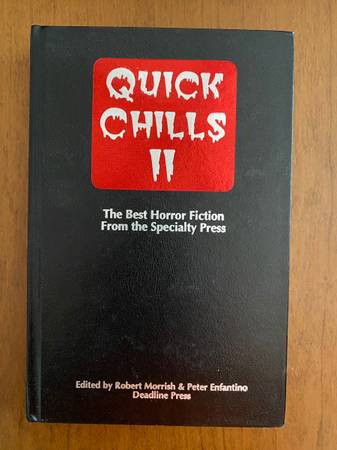 QUICK
CHILLS
II
The Best Horror Fiction
From the Specialty Press
Edited by Robert Morrish & Peter Enfantino
Deadline Press